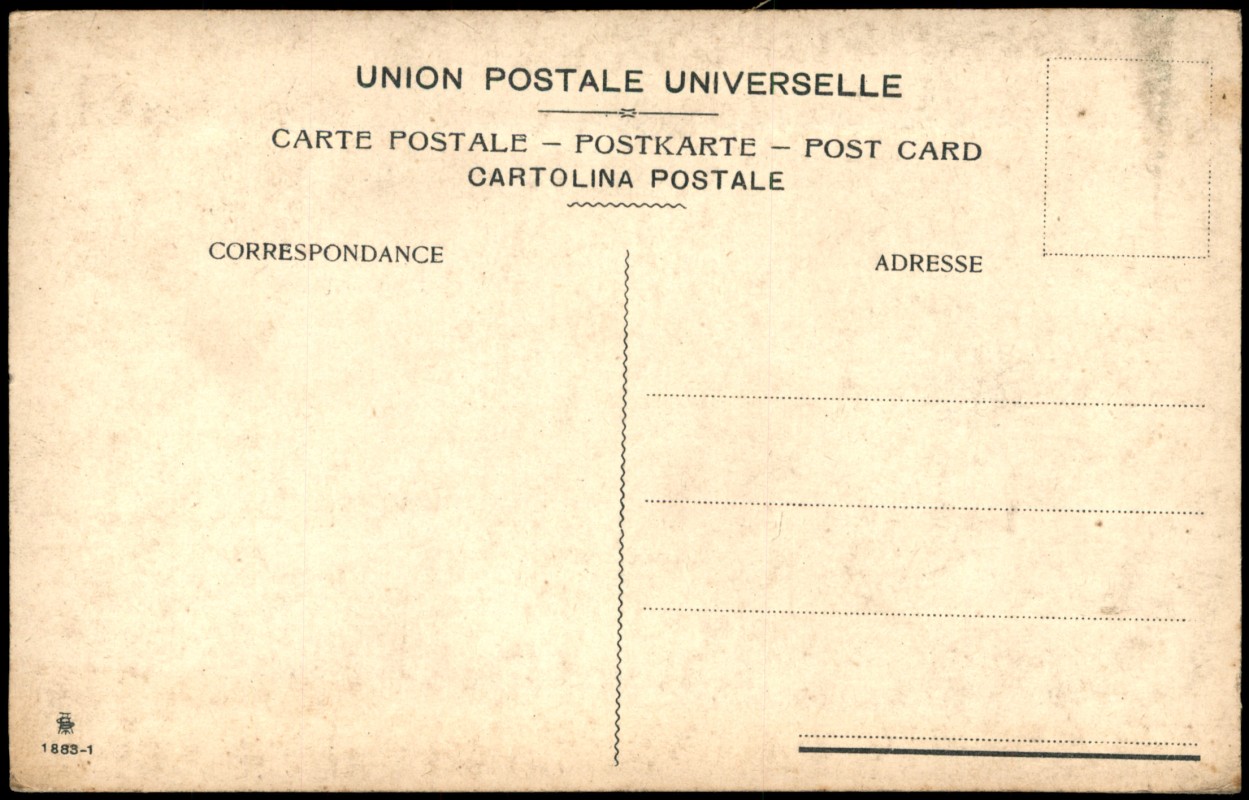 UNION POSTALE UNIVERSELLE
CARTE POSTALE – POSTKARTE – POST CARD
CARTOLINA POSTALE
CORRESPONDANCE
ADRESSE
1883-1